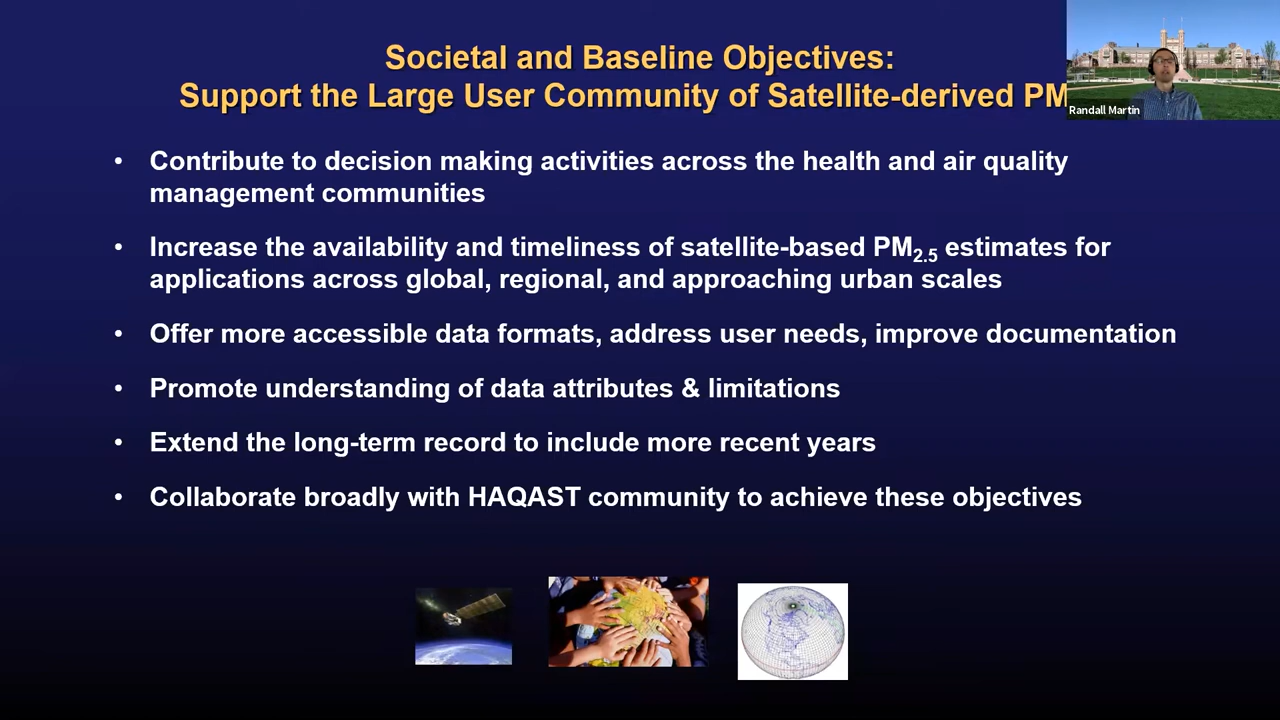 Societal and Baseline Objectives:
Support the Large User Community of Satellite-derived PM
Randall Martin
• Contribute to decision making activities across the health and air quality
management communities
• Increase the availability and timeliness of satellite-based PM2.5 estimates for
applications across global, regional, and approaching urban scales
• Offer more accessible data formats, address user needs, improve documentation
• Promote understanding of data attributes & limitations
• Extend the long-term record to include more recent years
• Collaborate broadly with HAQAST community to achieve these objectives